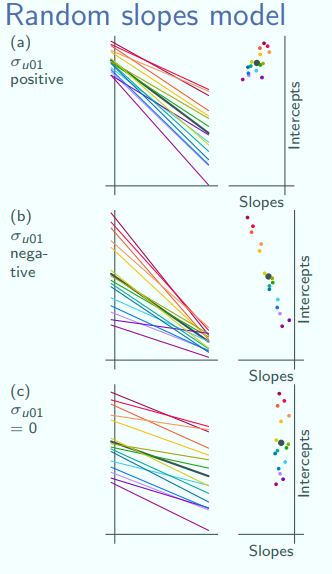 Random slopes model
(a)
σu01
positive
Intercepts
Slopes
(b)
σu01
nega-
tive
Intercepts
Slopes
(c)
σu01
= 0
Intercepts
Slopes